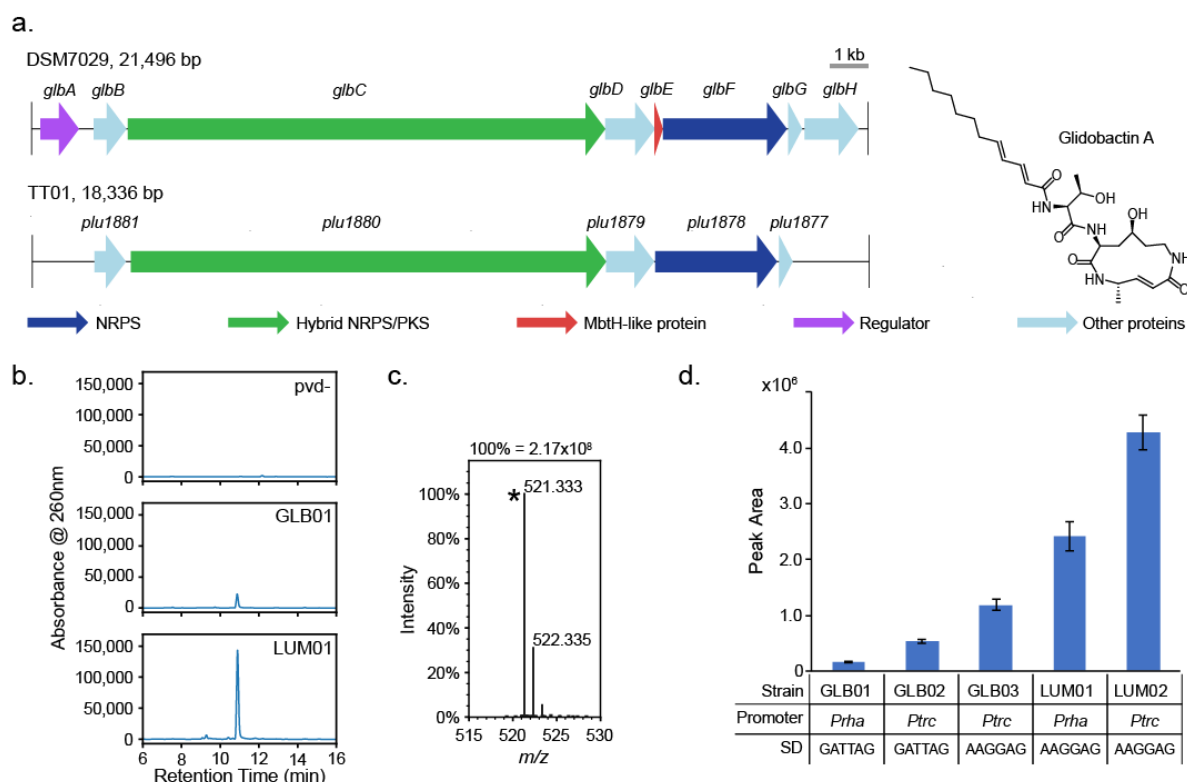 a.
DSM7029, 21,496 bp
1 kb
glbA glbB glbC glbD glbE glbF glbG glbH
TT01, 18,336 bp
plu1881 plu1880 plu1879 plu1878 plu1877
NRPS Hybrid NRPS/PKS MbtH-like protein Regulator Other proteins
Glidobactin A
O
OH
HN
O
HN
OH
O
HN
NH
O
b.
Absorbance @ 260nm
150,000
100,000
50,000
0
pvd-
150,000
100,000
50,000
0
GLB01
150,000
100,000
50,000
0
LUM01
6 8 10 12 14 16
Retention Time (min)
c.
100% = 2.17x10⁸
Intensity
100%
80%
60%
40%
20%
0%
* 521.333
522.335
515 520 525 530
m/z
d.
x10⁶
Peak Area
4.0
3.0
2.0
1.0
0
Strain GLB01 GLB02 GLB03 LUM01 LUM02
Promoter Prha Ptrc Ptrc Prha Ptrc
SD GATTAG GATTAG AAGGAG AAGGAG AAGGAG